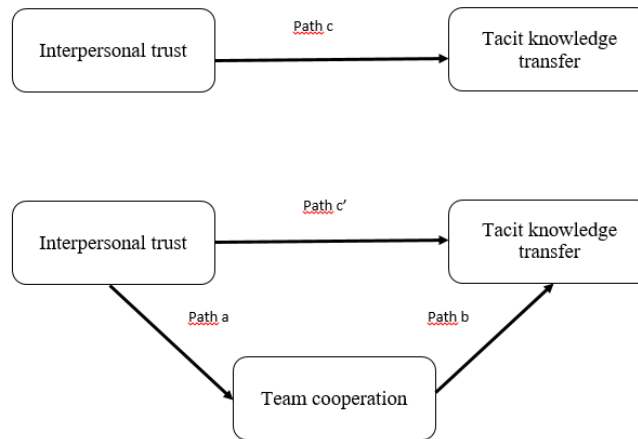 Path c
Interpersonal trust
Tacit knowledge
transfer
Path c’
Interpersonal trust
Tacit knowledge
transfer
Path a
Path b
Team cooperation